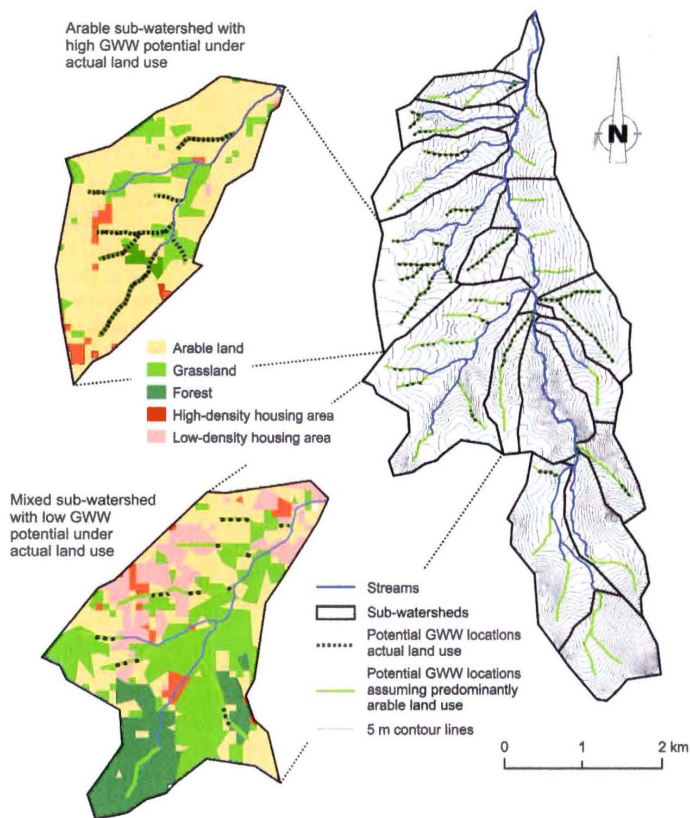 Arable sub-watershed with
high GWW potential under
actual land use
N
Arable land
Grassland
Forest
High-density housing area
Low-density housing area
Mixed sub-watershed
with low GWW
potential under
actual land use
Streams
Sub-watersheds
Potential GWW locations
actual land use
Potential GWW locations
assuming predominantly
arable land use
5 m contour lines
0 1 2 km